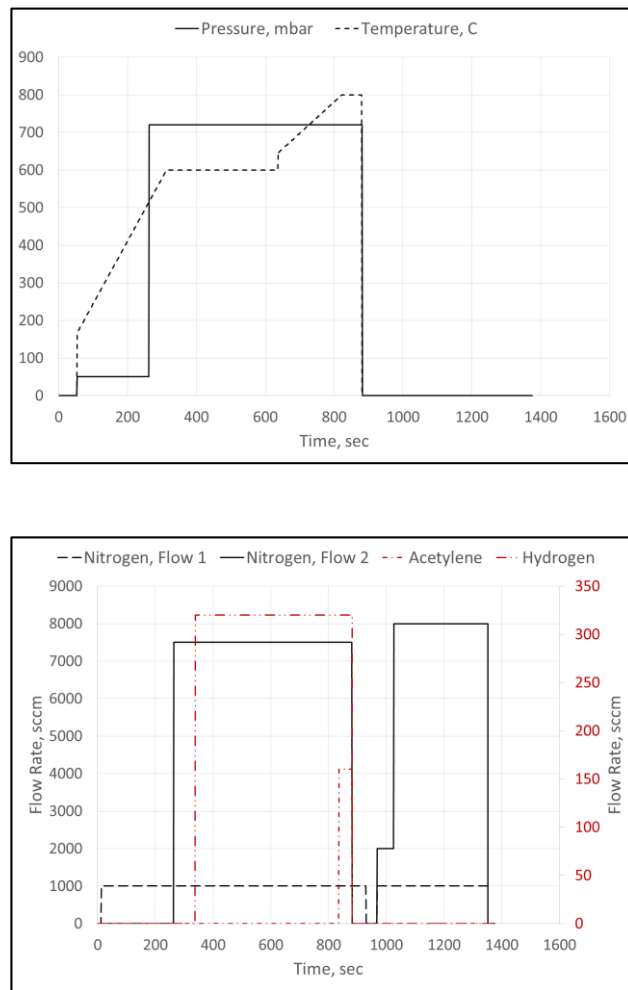 Pressure, mbar Temperature, C
900
800
700
600
500
400
300
200
100
0
0 200 400 600 800 1000 1200 1400 1600
Time, sec
Nitrogen, Flow 1 Nitrogen, Flow 2 Acetylene Hydrogen
9000 350
8000 300
7000
6000 250
5000 200
4000 150
3000
2000 100
1000 50
0 0
Flow Rate, sccm
Flow Rate, sccm
0 200 400 600 800 1000 1200 1400 1600
Time, sec